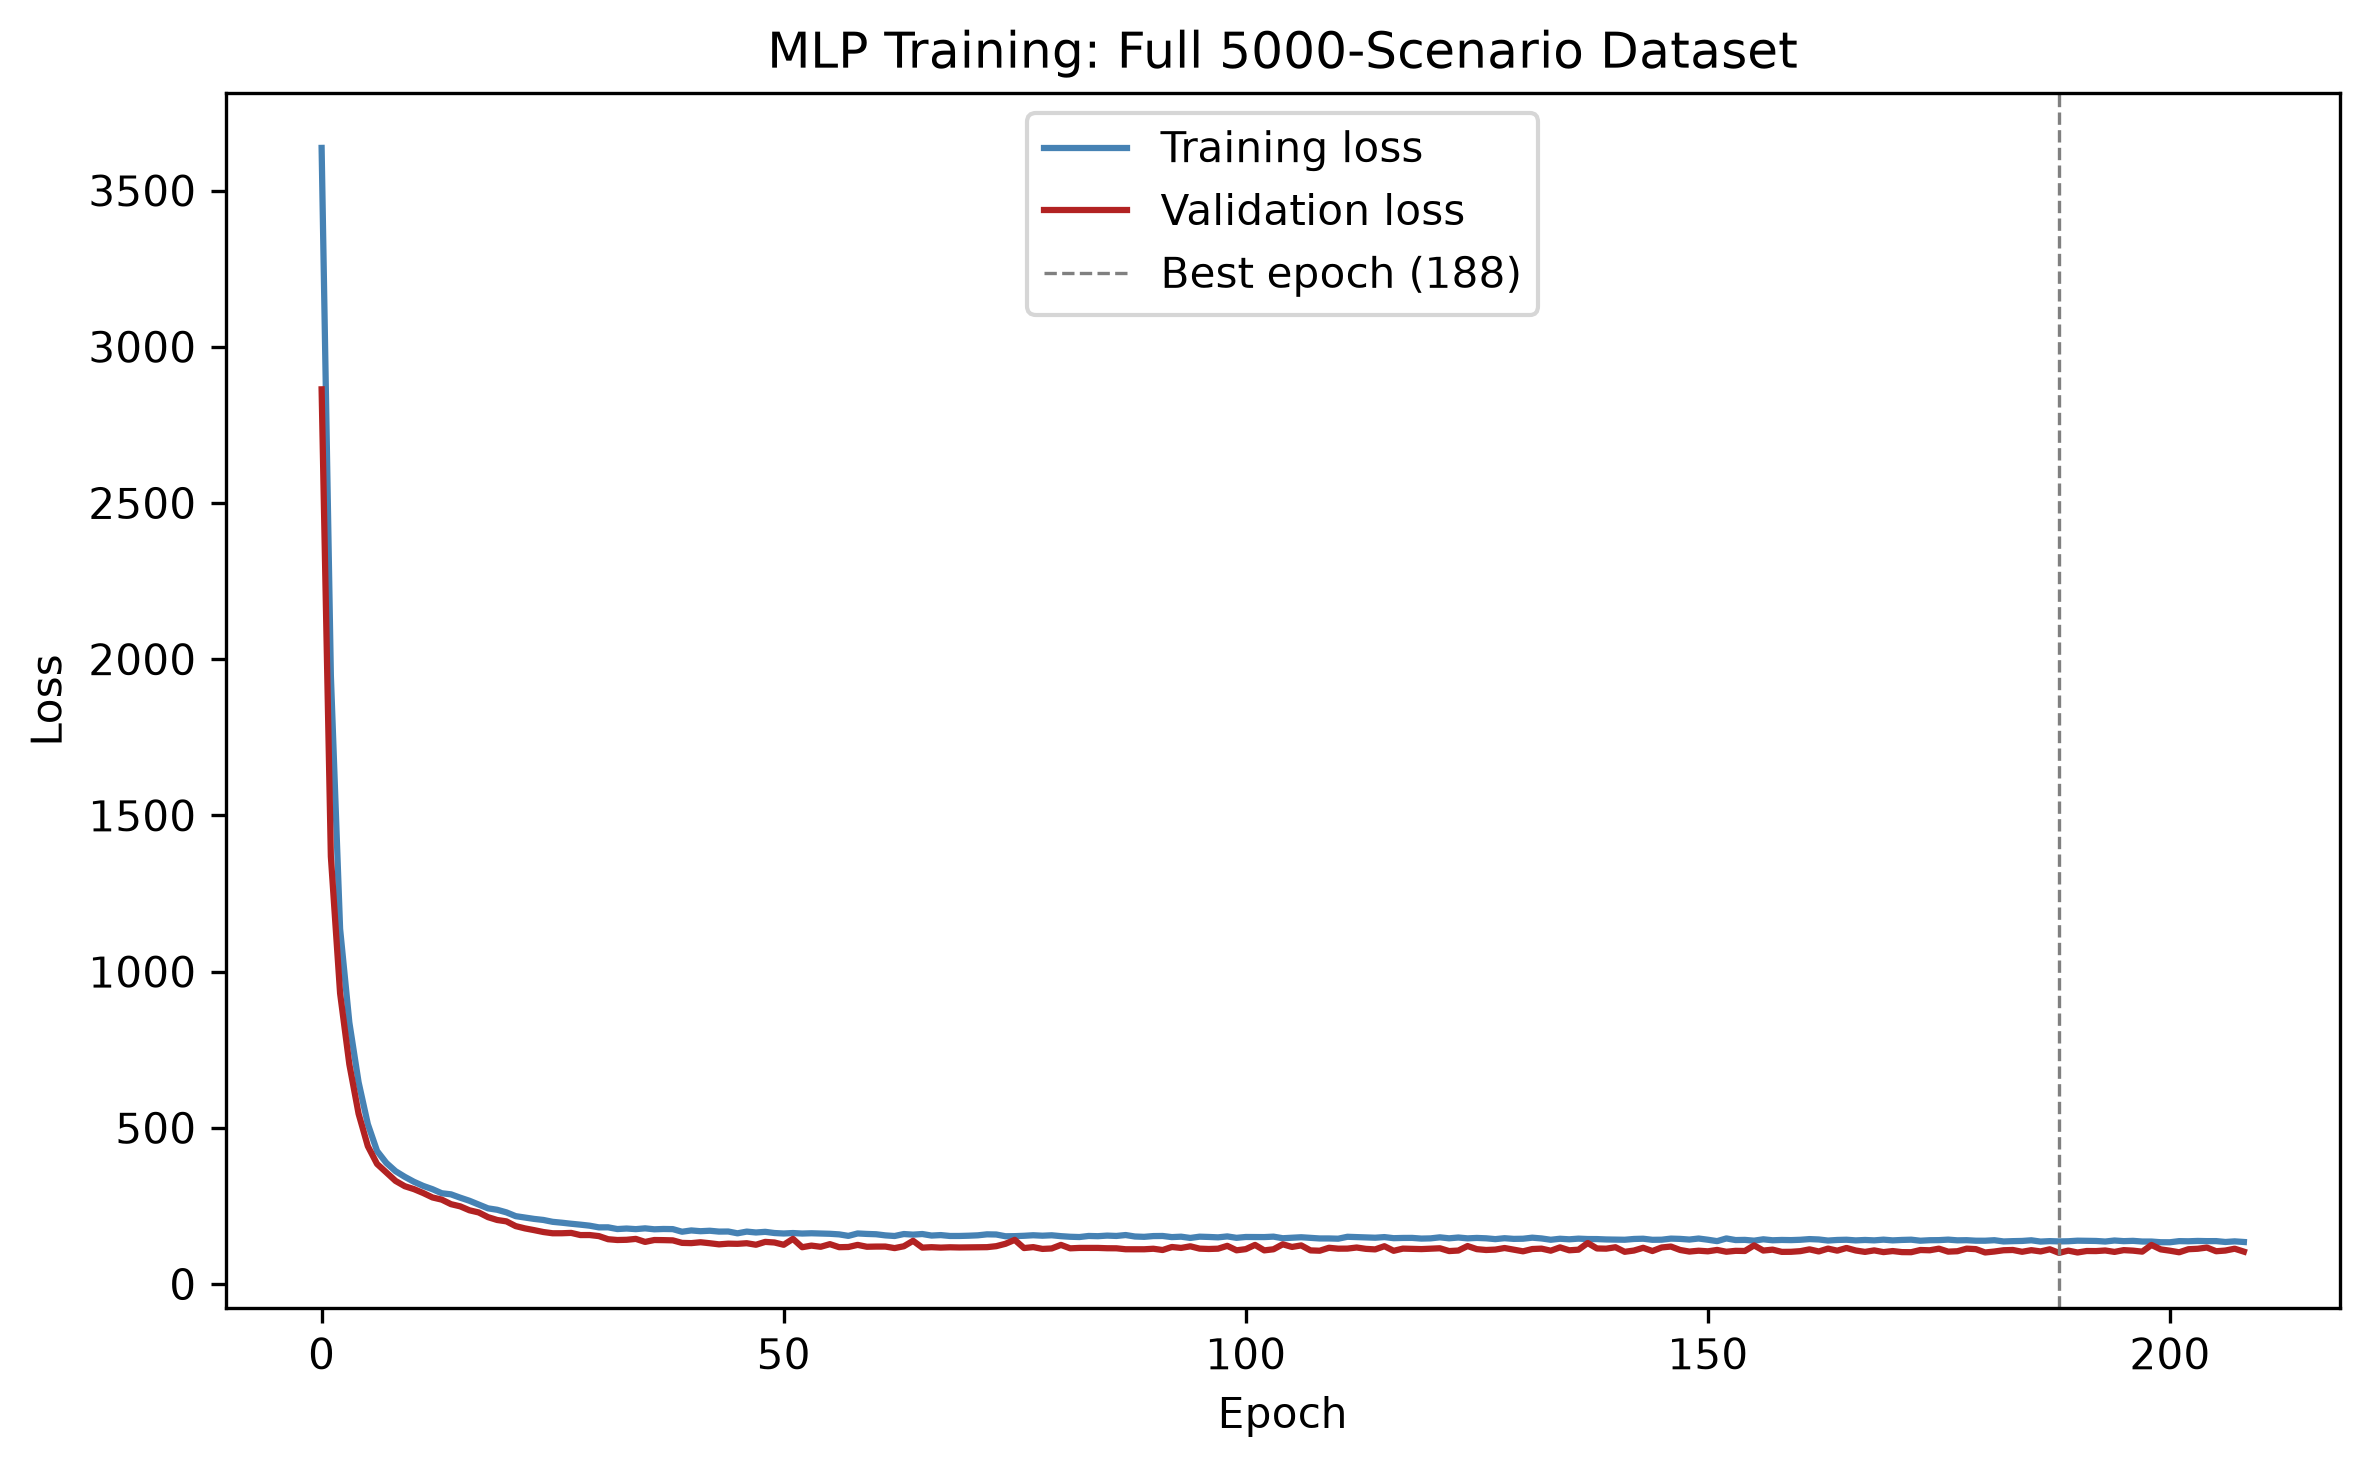 MLP Training: Full 5000-Scenario Dataset
Training loss
Validation loss
Best epoch (188)
3500
3000
2500
2000
1500
1000
500
0
Loss
0 50 100 150 200
Epoch